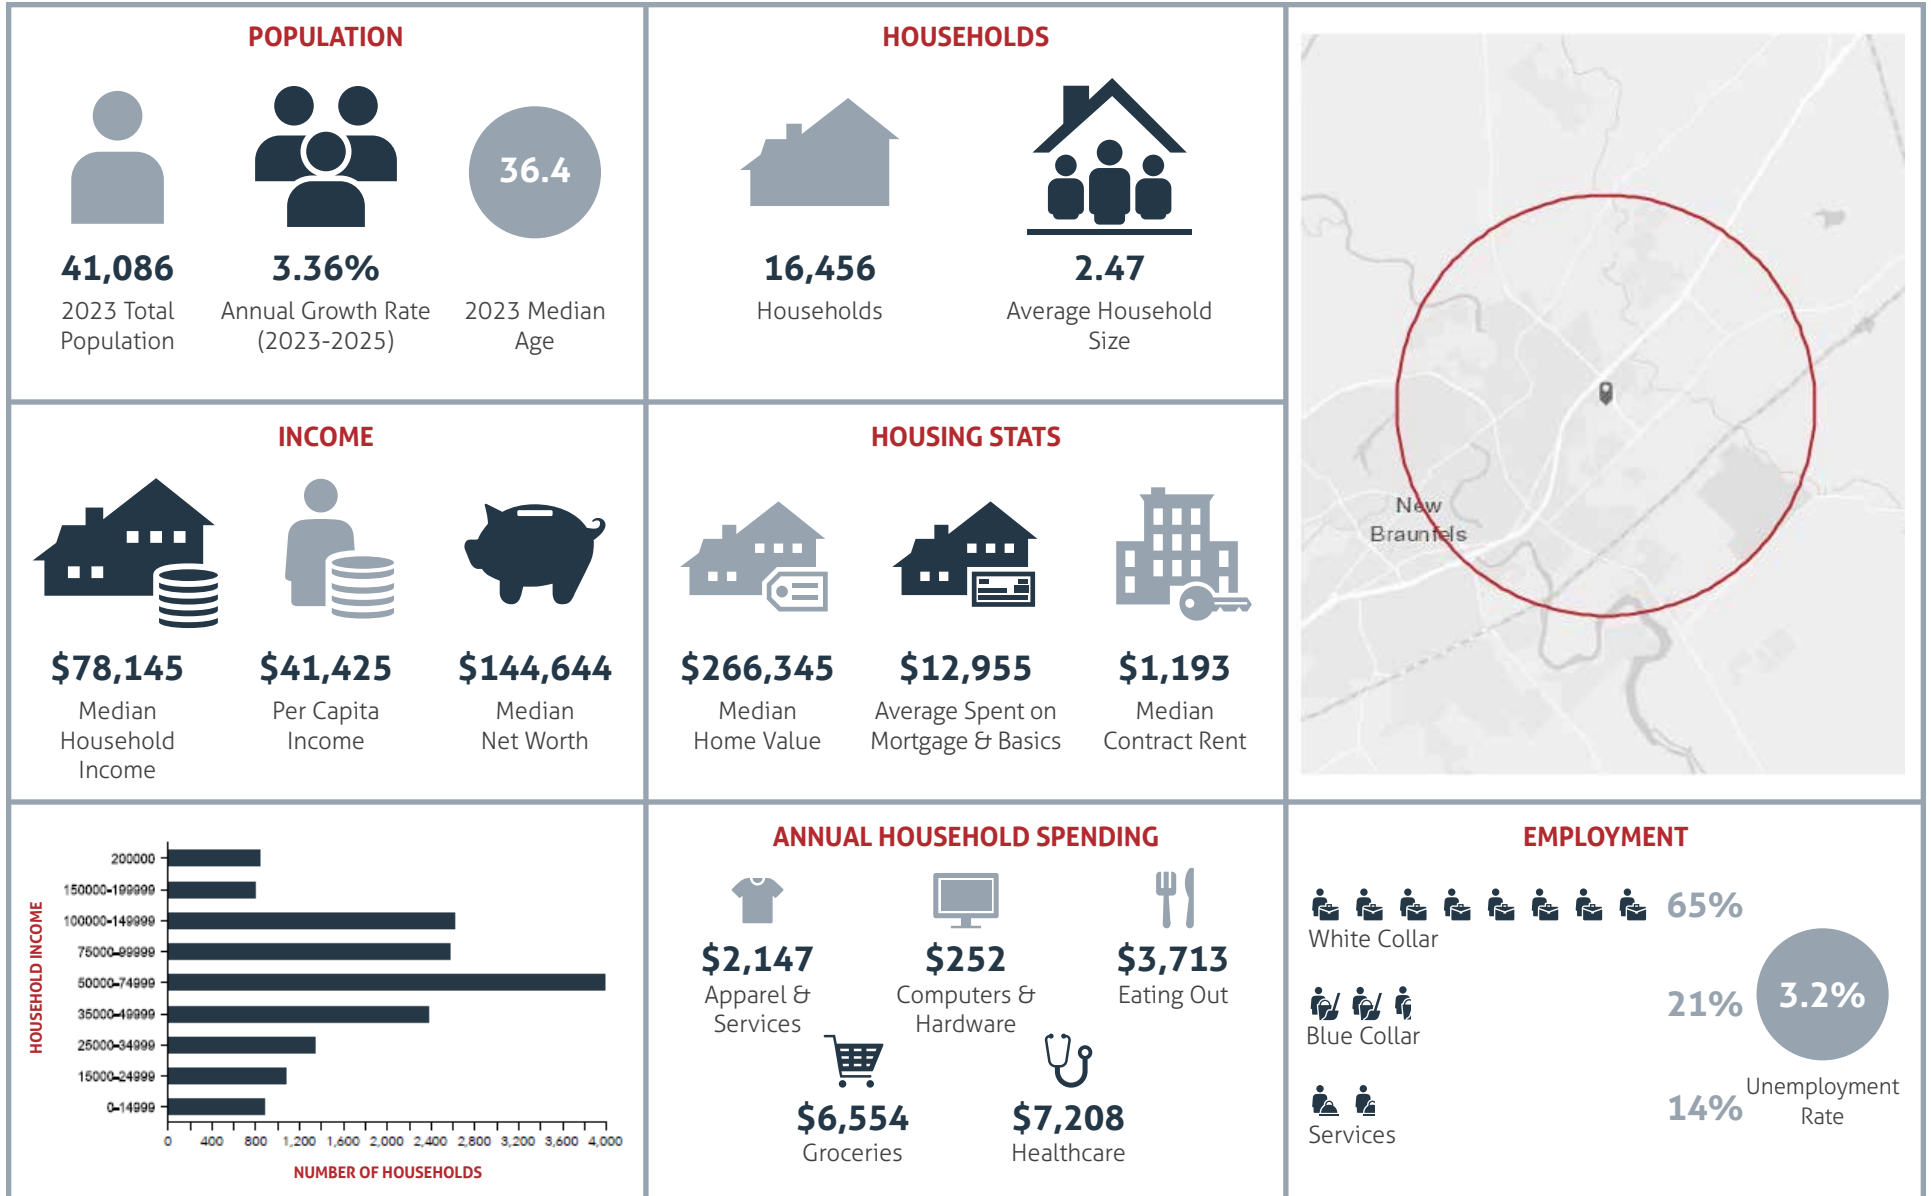 POPULATION
36.4
41,086
2023 Total
Population
3.36%
Annual Growth Rate
(2023-2025)
2023 Median
Age
HOUSEHOLDS
16,456
Households
2.47
Average Household
Size
New
Braunfels
INCOME
$78,145
Median
Household
Income
$41,425
Per Capita
Income
$144,644
Median
Net Worth
HOUSING STATS
$266,345
Median
Home Value
$12,955
Average Spent on
Mortgage & Basics
$1,193
Median
Contract Rent
HOUSEHOLD INCOME
200000
150000-199999
100000-149999
75000-99999
50000-74999
35000-49999
25000-34999
15000-24999
0-14999
0 400 800 1,200 1,600 2,000 2,400 2,800 3,200 3,600 4,000
NUMBER OF HOUSEHOLDS
ANNUAL HOUSEHOLD SPENDING
$2,147
Apparel &
Services
$252
Computers &
Hardware
$3,713
Eating Out
$6,554
Groceries
$7,208
Healthcare
EMPLOYMENT
65%
White Collar
21%
Blue Collar
14%
Services
3.2%
Unemployment
Rate